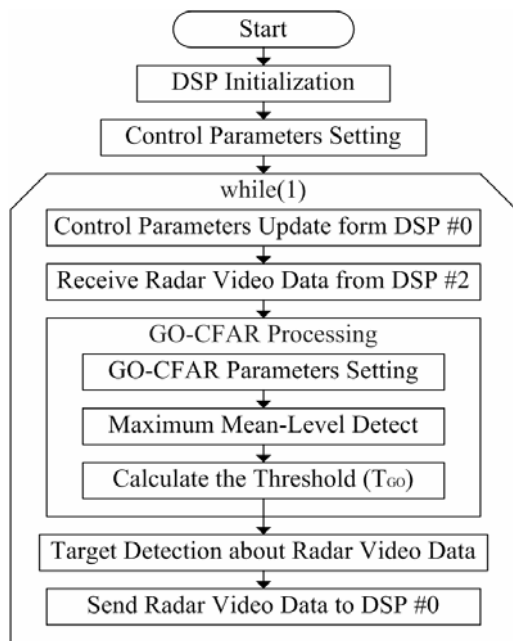 Start
DSP Initialization
Control Parameters Setting
while(1)
Control Parameters Update form DSP #0
Receive Radar Video Data from DSP #2
GO-CFAR Processing
GO-CFAR Parameters Setting
Maximum Mean-Level Detect
Calculate the Threshold (TGO)
Target Detection about Radar Video Data
Send Radar Video Data to DSP #0